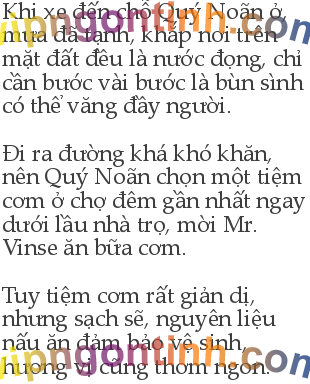 Khi xe đến chỗ Quý Noãn ở,
mưa đã tạnh, khắp nơi trên
mặt đất đều là nước đọng, chỉ
cần bước vài bước là bùn sình
có thể văng đầy người.
Đi ra đường khá khó khăn,
nên Quý Noãn chọn một tiệm
cơm ở chợ đêm gần nhất ngay
dưới lầu nhà trọ, mời Mr.
Vinse ăn bữa cơm.
Tuy tiệm cơm rất giản dị,
nhưng sạch sẽ, nguyên liệu
nấu ăn đảm bảo vệ sinh,
hương vị cũng thơm ngon.
vipngontinh.com
vipngontinh.com